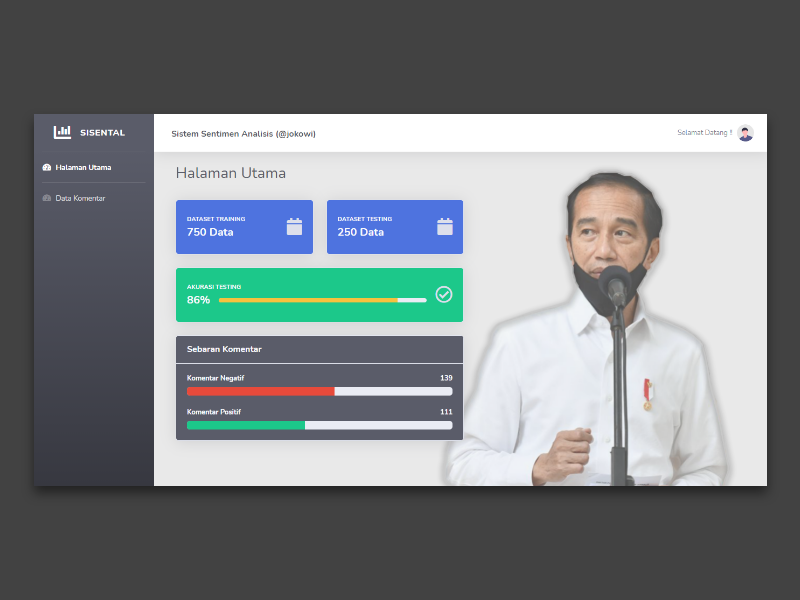 SISENTAL
Sistem Sentimen Analisis (@jokowi)
Selamat Datang !
Halaman Utama
Data Komentar
Halaman Utama
DATASET TRAINING
750 Data
DATASET TESTING
250 Data
AKURASI TESTING
86%
Sebaran Komentar
Komentar Negatif 139
Komentar Positif 111